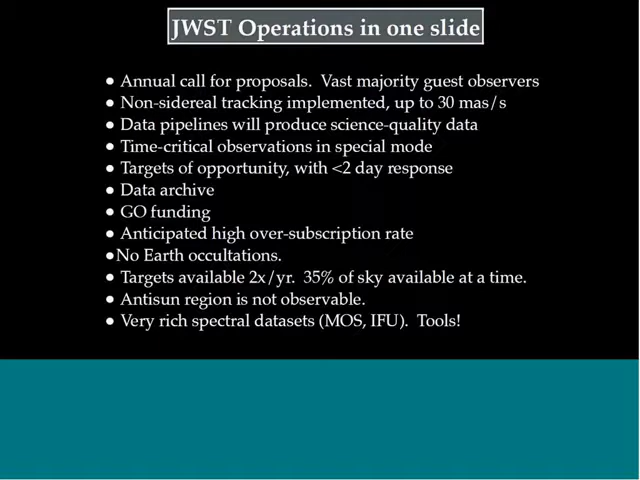 JWST Operations in one slide
● Annual call for proposals. Vast majority guest observers
● Non-sidereal tracking implemented, up to 30 mas/s
● Data pipelines will produce science-quality data
● Time-critical observations in special mode
● Targets of opportunity, with <2 day response
● Data archive
● GO funding
● Anticipated high over-subscription rate
●No Earth occultations.
● Targets available 2x/yr. 35% of sky available at a time.
● Antisun region is not observable.
● Very rich spectral datasets (MOS, IFU). Tools!